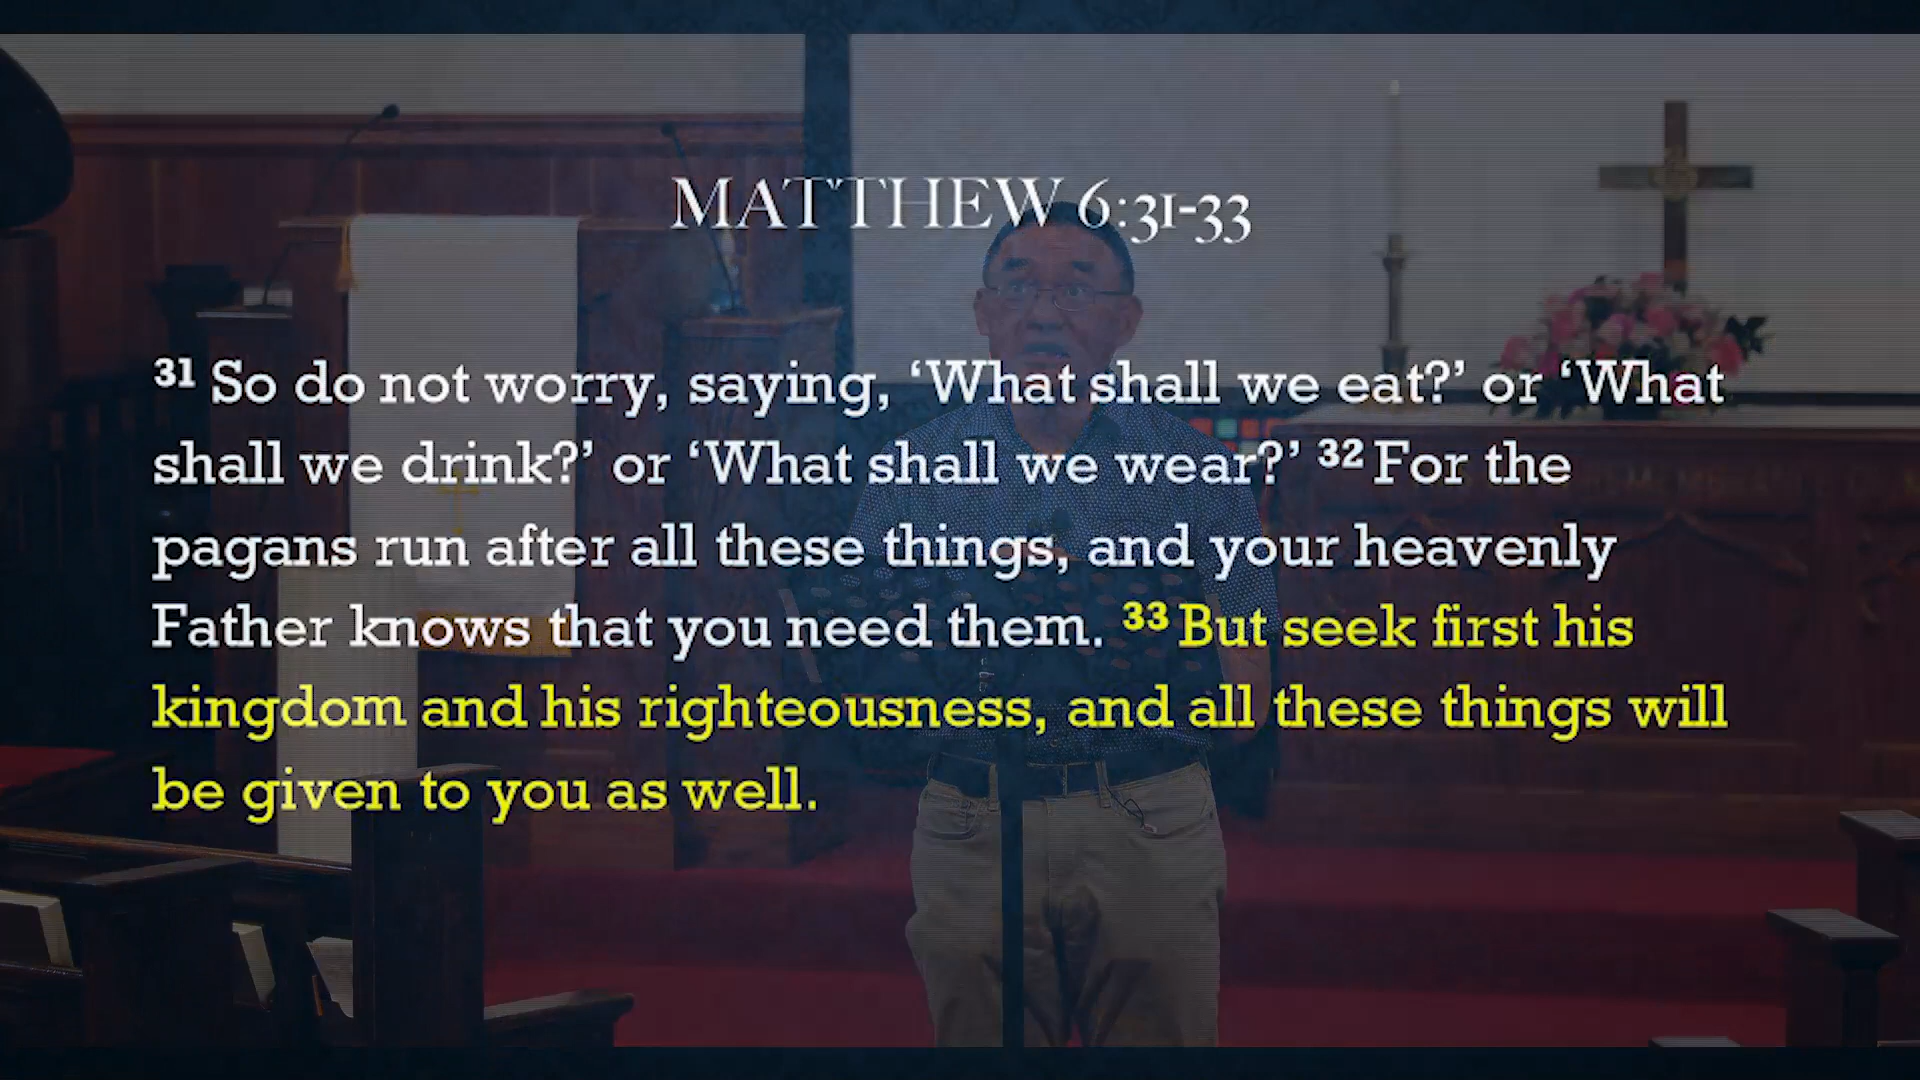 MATTHEW 6:31-33
31 So do not worry, saying, ‘What shall we eat?’ or ‘What
shall we drink?’ or ‘What shall we wear?’ 32 For the
pagans run after all these things, and your heavenly
Father knows that you need them. 33 But seek first his
kingdom and his righteousness, and all these things will
be given to you as well.